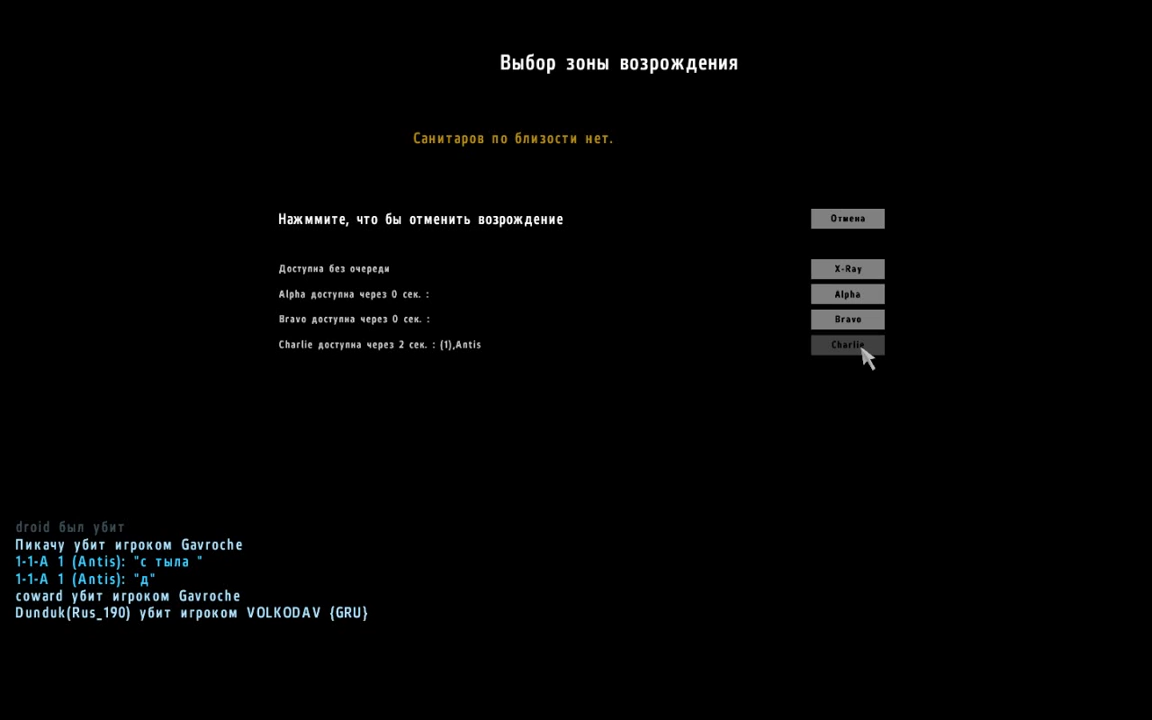 Выбор зоны возрождения
Санитаров по близости нет.
Нажммите, что бы отменить возрождение
Отмена
Доступна без очереди
X-Ray
Alpha доступна через 0 сек. :
Alpha
Bravo доступна через 0 сек. :
Bravo
Charlie доступна через 2 сек. : (1),Antis
Charlie
droid был убит
Пикачу убит игроком Gavroche
1-1-A 1 (Antis): "с тыла "
1-1-A 1 (Antis): "д"
coward убит игроком Gavroche
Dunduk(Rus_190) убит игроком VOLKODAV {GRU}